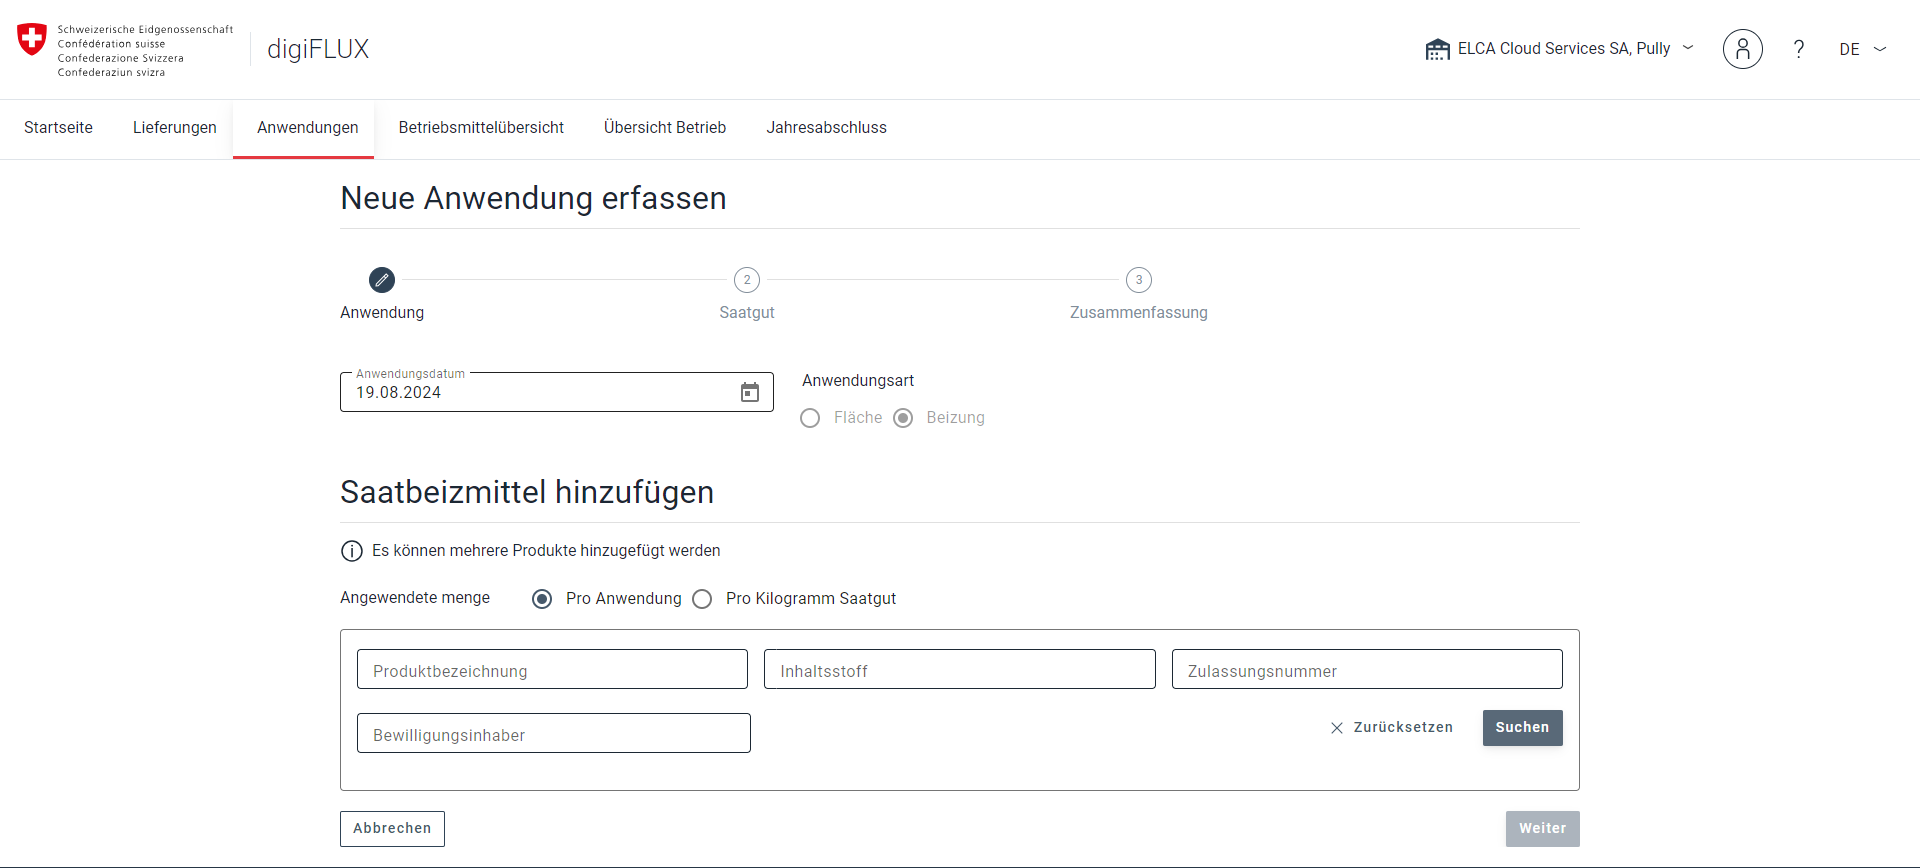 Schweizerische Eidgenossenschaft
Confédération suisse
Confederazione Svizzera
Confederaziun svizra
digiFLUX
ELCA Cloud Services SA, Pully
?
DE
Startseite
Lieferungen
Anwendungen
Betriebsmittelübersicht
Übersicht Betrieb
Jahresabschluss
Neue Anwendung erfassen
2
3
Anwendung
Saatgut
Zusammenfassung
Anwendungsdatum
19.08.2024
Anwendungsart
Fläche
Beizung
Saatbeizmittel hinzufügen
Es können mehrere Produkte hinzugefügt werden
Angewendete menge
Pro Anwendung
Pro Kilogramm Saatgut
Produktbezeichnung
Inhaltsstoff
Zulassungsnummer
Bewilligungsinhaber
Zurücksetzen
Suchen
Abbrechen
Weiter